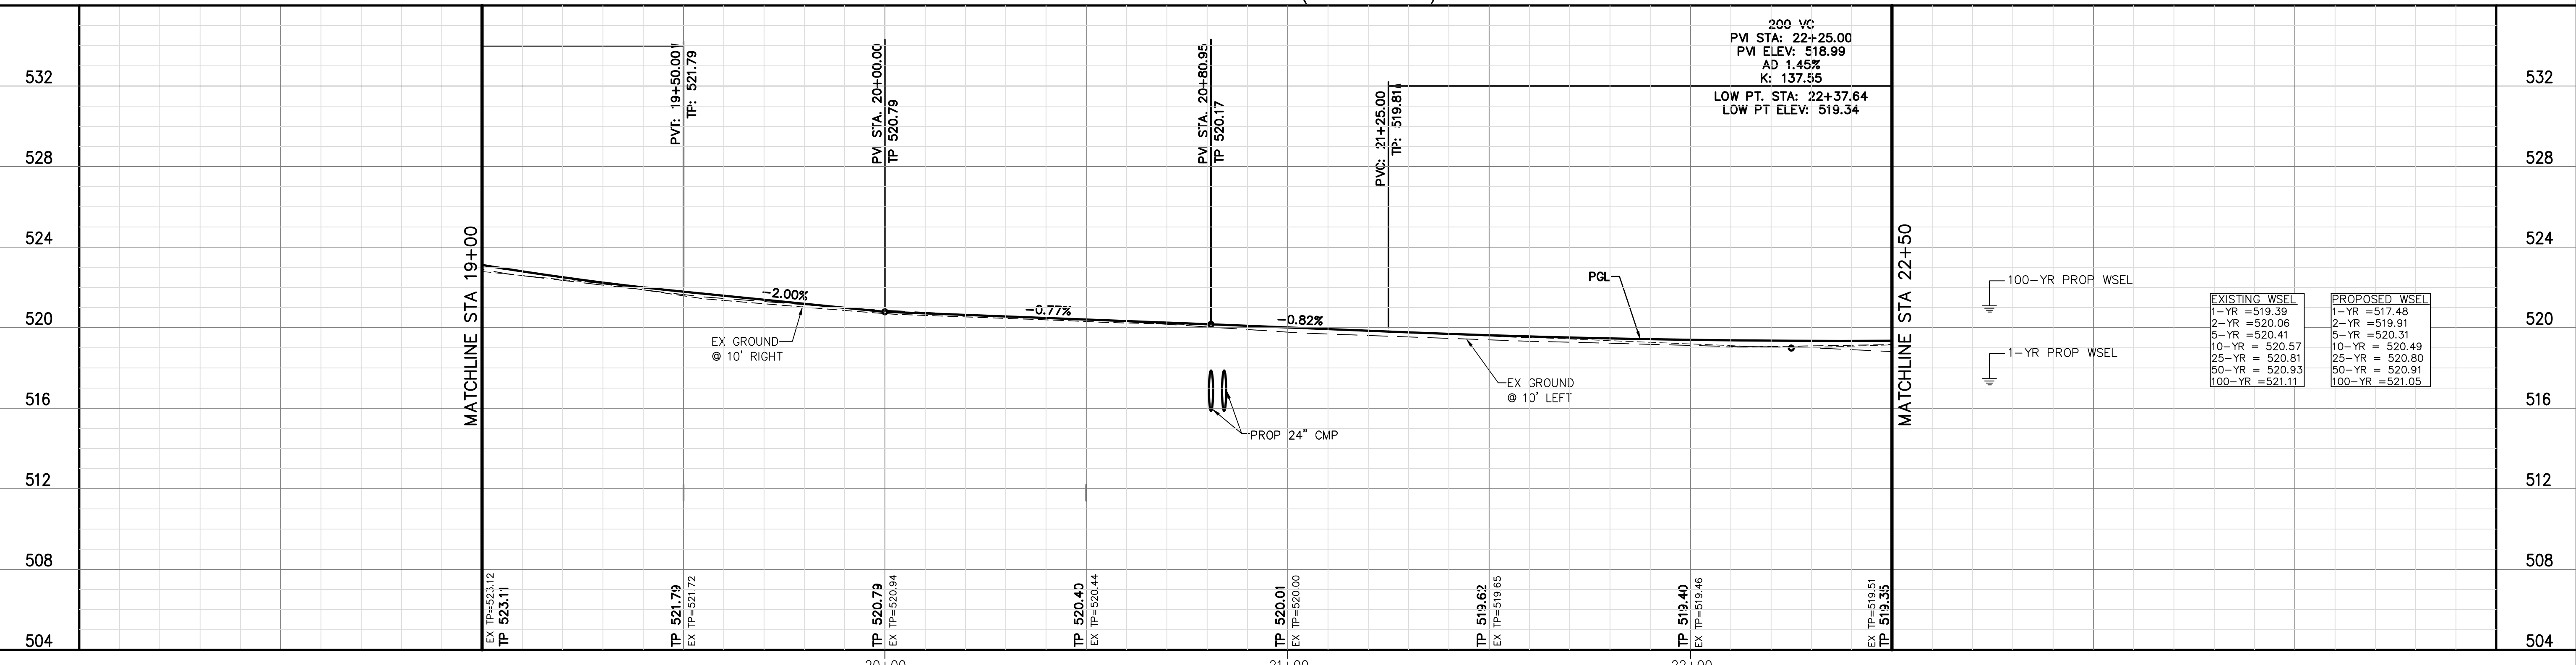 532
528
524
520
516
512
508
504
MATCHLINE STA 19+00
PVT: 19+50.00
TP: 521.79
PVI STA. 20+00.00
TP 520.79
PVI STA. 20+80.95
TP 520.17
PVC: 21+25.00
TP: 519.81
200 VC
PVI STA: 22+25.00
PVI ELEV: 518.99
AD 1.45%
K: 137.55
LOW PT. STA: 22+37.64
LOW PT ELEV: 519.34
-2.00%
-0.77%
-0.82%
PGL
EX GROUND
@ 10' RIGHT
EX GROUND
@ 10' LEFT
PROP 24" CMP
MATCHLINE STA 22+50
100-YR PROP WSEL
1-YR PROP WSEL
EXISTING WSEL
1-YR =519.39
2-YR =520.06
5-YR =520.41
10-YR = 520.57
25-YR = 520.81
50-YR = 520.93
100-YR =521.11
PROPOSED WSEL
1-YR =517.48
2-YR =519.91
5-YR =520.31
10-YR = 520.49
25-YR = 520.80
50-YR = 520.91
100-YR =521.05
532
528
524
520
516
512
508
504
EX TP=523.12
TP 523.11
TP 521.79
EX TP=521.72
TP 520.79
EX TP=520.94
TP 520.40
EX TP=520.44
TP 520.01
EX TP=520.00
TP 519.62
EX TP=519.65
TP 519.40
EX TP=519.46
EX TP=519.51
TP 519.35
20+00
21+00
22+00